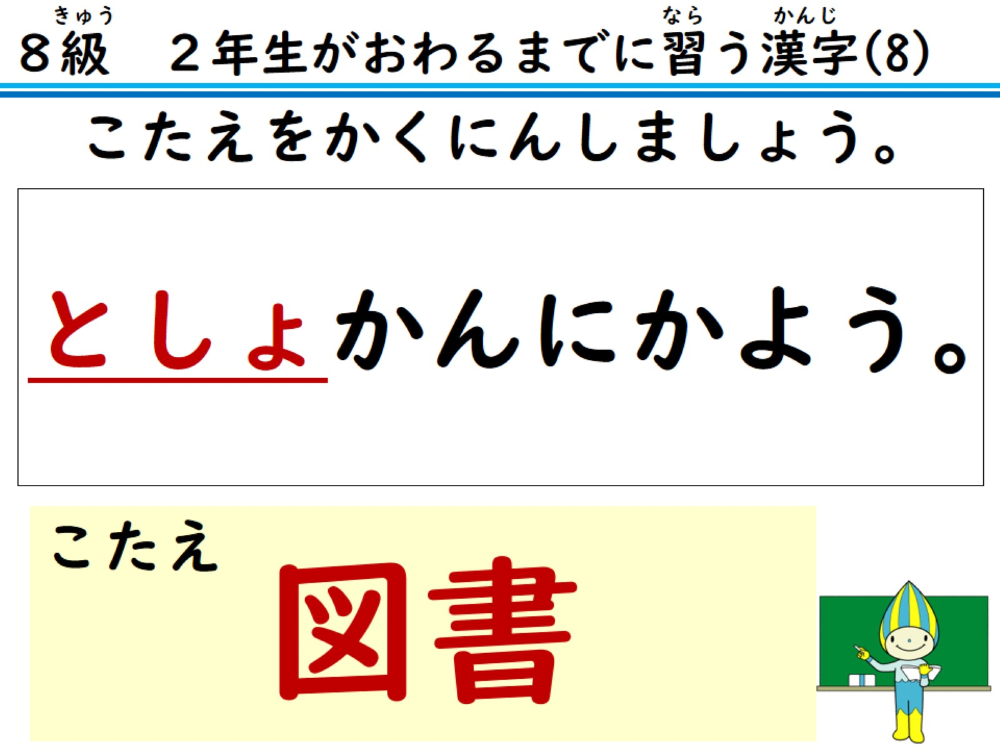 きゅう なら かんじ
８級　２年生がおわるまでに習う漢字(8)
こたえをかくにんしましょう。
としょかんにかよう。
こたえ
図書